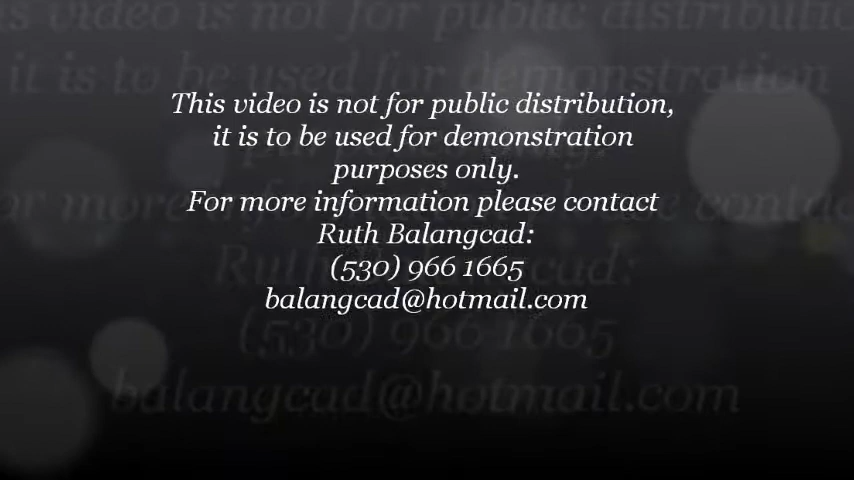 This video is not for public distribution,
it is to be used for demonstration
purposes only.
For more information please contact
Ruth Balangcad:
(530) 966 1665
balangcad@hotmail.com